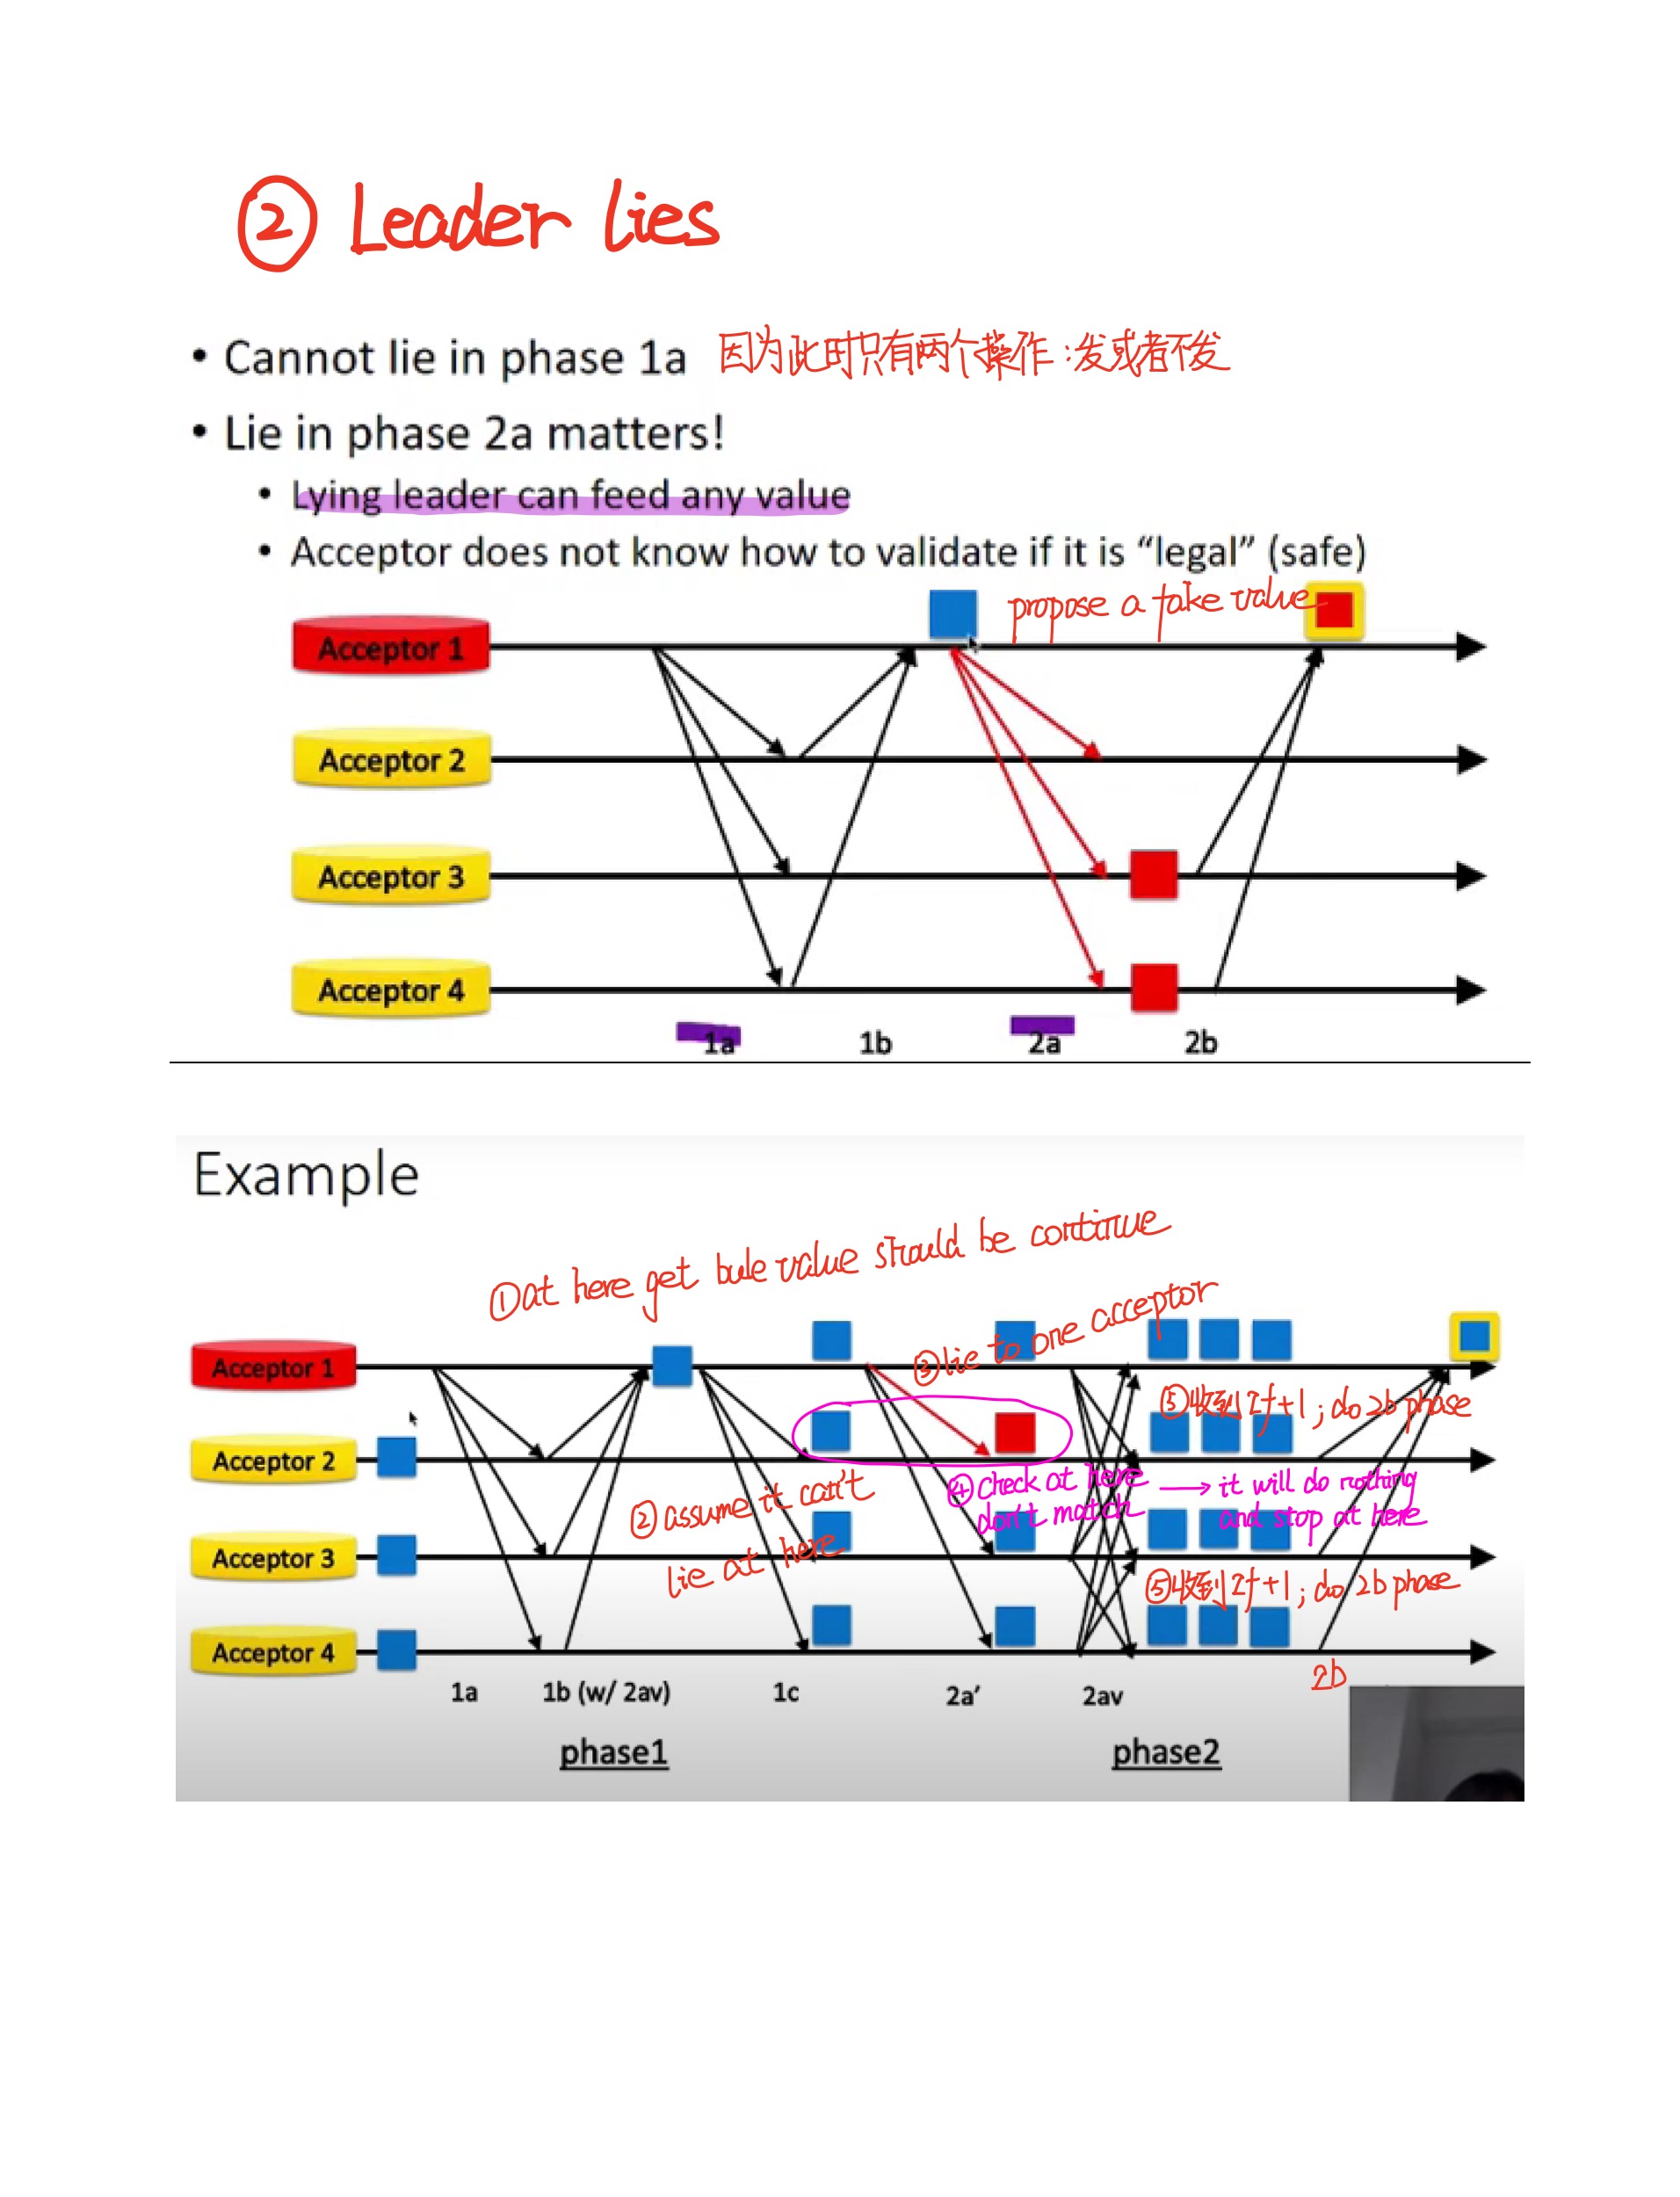 ② Leader lies
• Cannot lie in phase 1a 因为此时只有两个操作：发或者不发
• Lie in phase 2a matters!
• Lying leader can feed any value
• Acceptor does not know how to validate if it is “legal” (safe)
propose a fake value
Acceptor 1
Acceptor 2
Acceptor 3
Acceptor 4
1a 1b 2a 2b
Example
①at here get bule value should be continue
③lie to one acceptor
Acceptor 1
⑤收到2f+1; do 2b phase
Acceptor 2
②assume it can't
lie at here
④check at here → it will do nothing
don't match and stop at here
Acceptor 3
⑤收到2f+1; do 2b phase
Acceptor 4
2b
1a 1b (w/ 2av) 1c 2a’ 2av
phase1 phase2